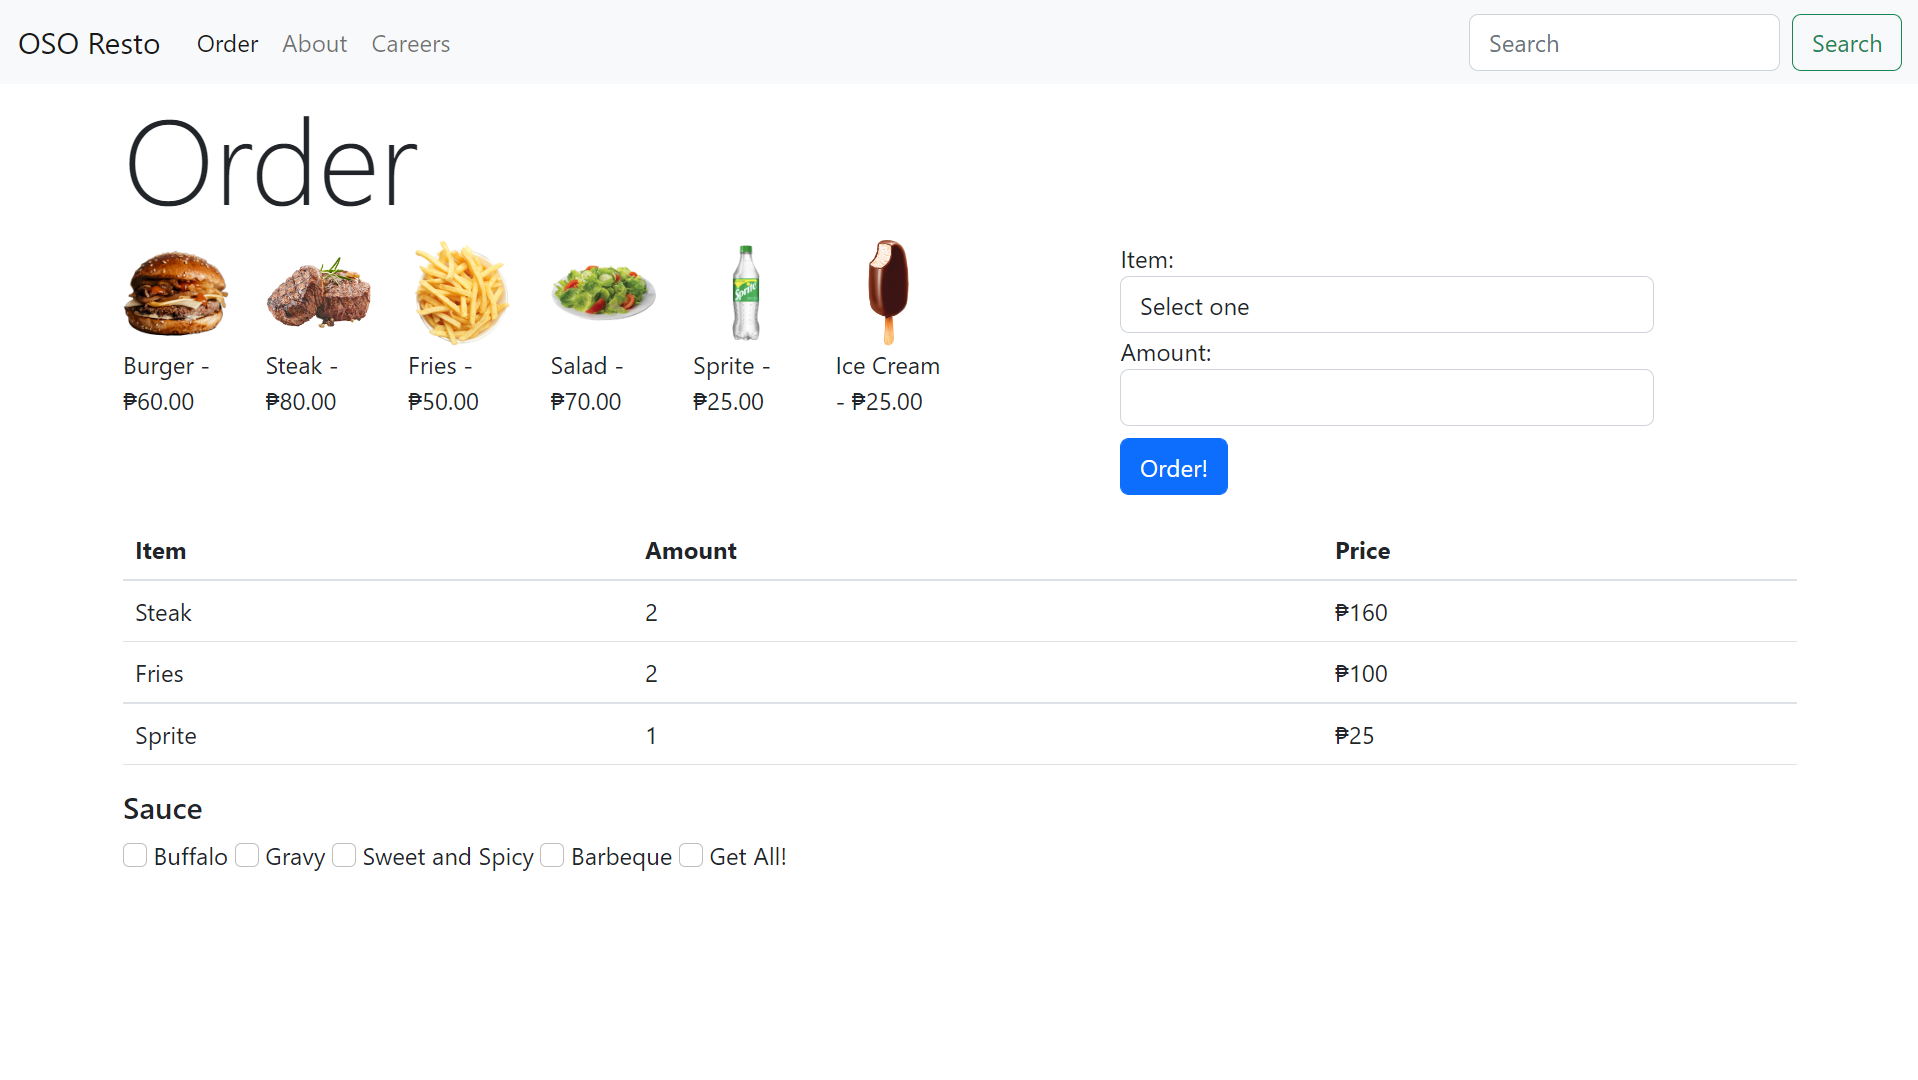 OSO Resto Order About Careers Search Search
Order
Sprite
Burger - Steak - Fries - Salad - Sprite - Ice Cream
₱60.00 ₱80.00 ₱50.00 ₱70.00 ₱25.00 - ₱25.00
Item:
Select one
Amount:
Order!
Item Amount Price
Steak 2 ₱160
Fries 2 ₱100
Sprite 1 ₱25
Sauce
Buffalo Gravy Sweet and Spicy Barbeque Get All!